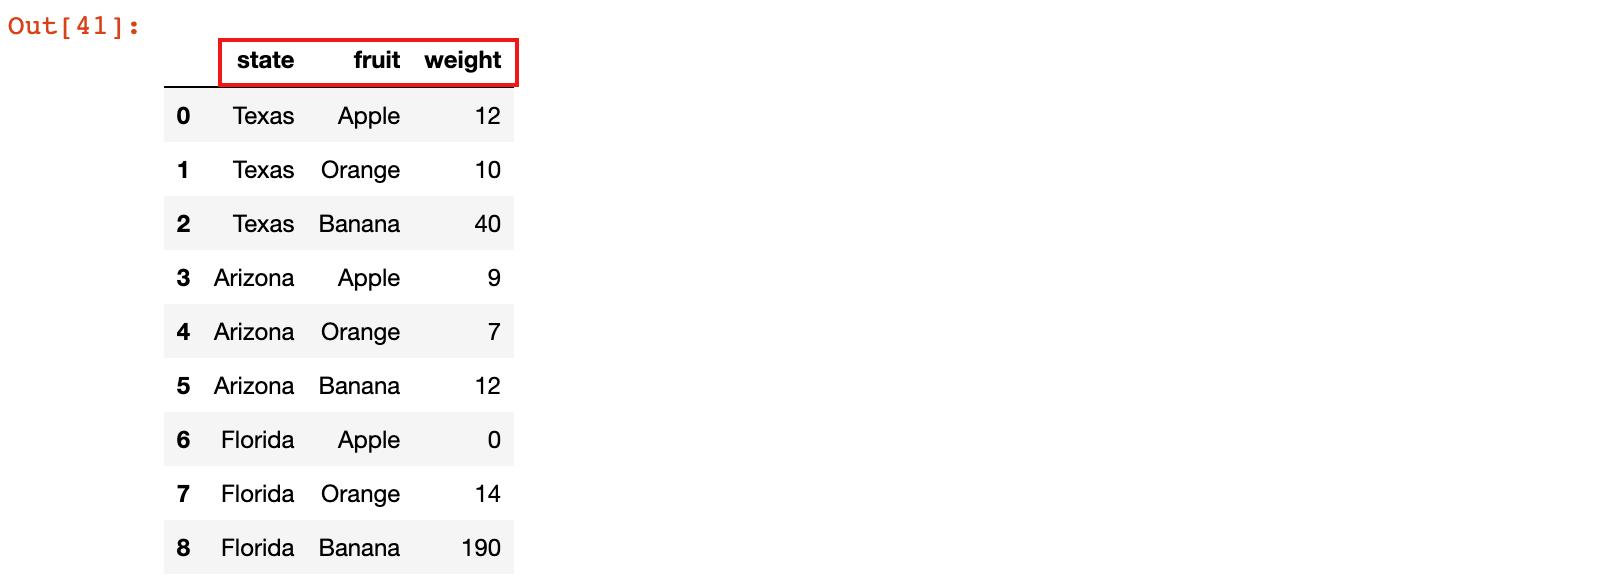 Out[41]:
state fruit weight
0 Texas Apple 12
1 Texas Orange 10
2 Texas Banana 40
3 Arizona Apple 9
4 Arizona Orange 7
5 Arizona Banana 12
6 Florida Apple 0
7 Florida Orange 14
8 Florida Banana 190